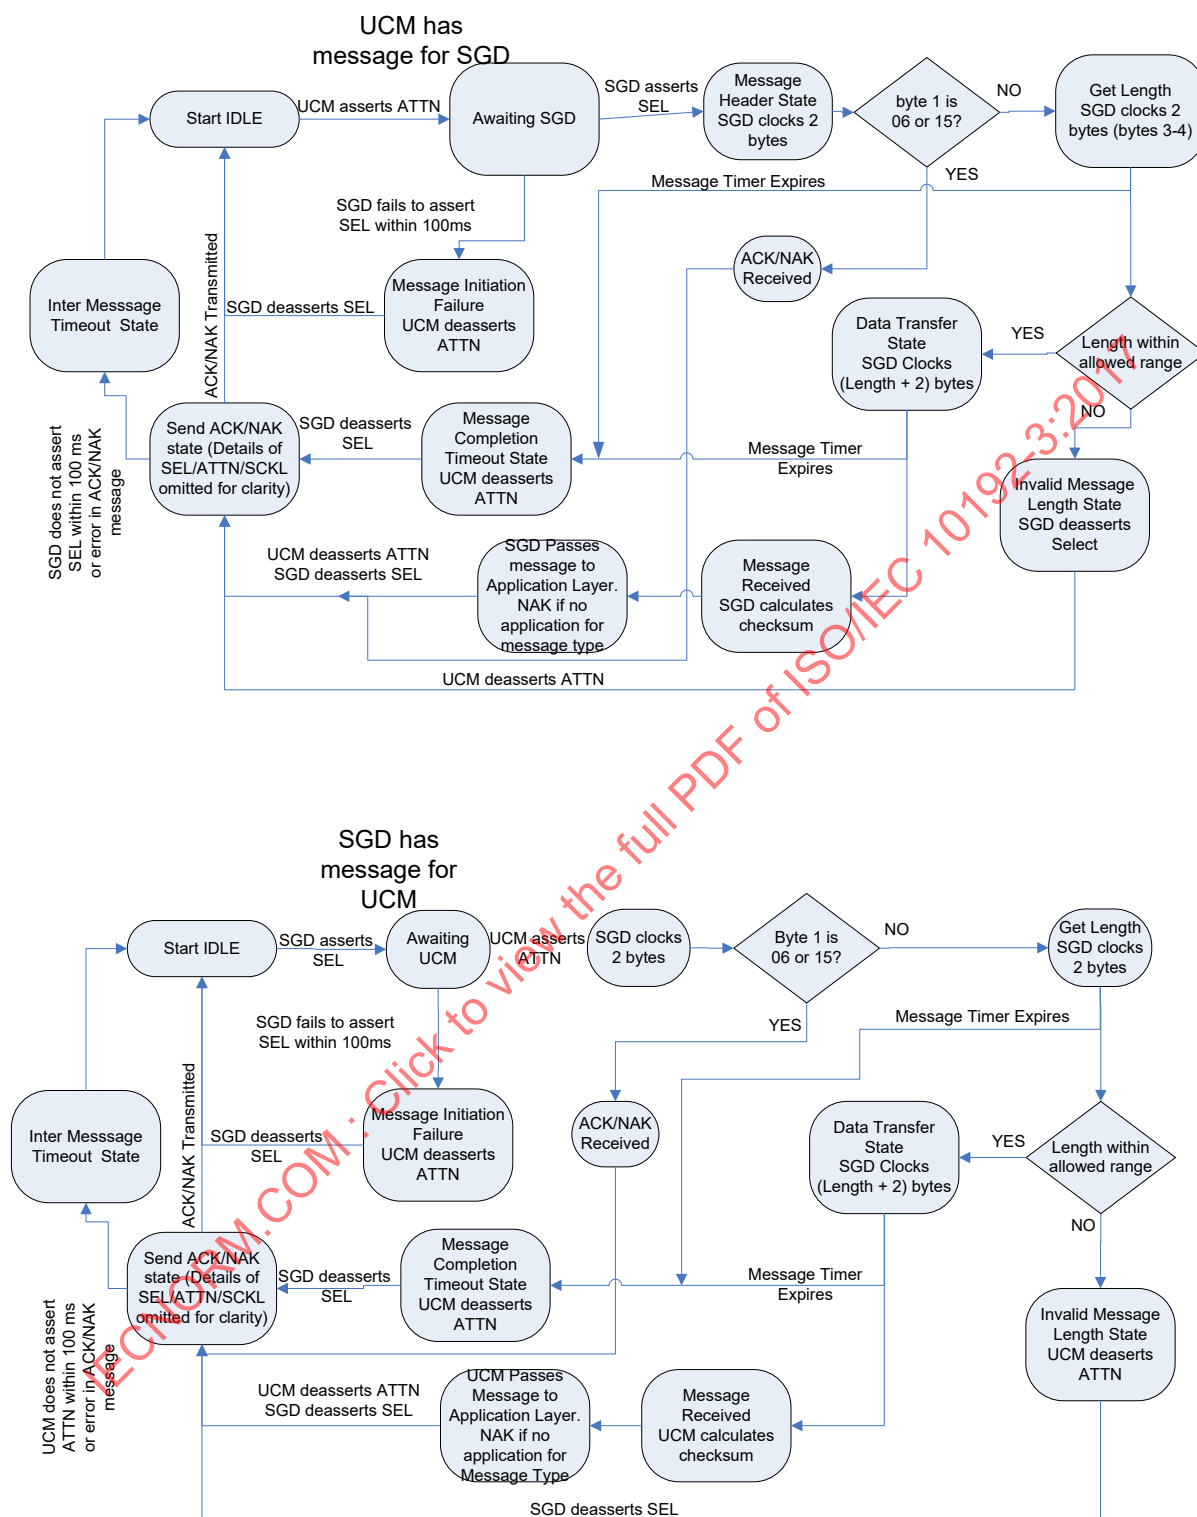 UCM has
message for SGD
Start IDLE
UCM asserts ATTN
Awaiting SGD
SGD asserts
SEL
Message
Header State
SGD clocks 2
bytes
byte 1 is
06 or 15?
NO
Get Length
SGD clocks 2
bytes (bytes 3-4)
YES
Message Timer Expires
SGD fails to assert
SEL within 100ms
ACK/NAK Transmitted
ACK/NAK
Received
Inter Messsage
Timeout State
SGD deasserts SEL
Message Initiation
Failure
UCM deasserts
ATTN
Data Transfer
State
SGD Clocks
(Length + 2) bytes
YES
Length within
allowed range
NO
SGD does not assert
SEL within 100 ms
or error in ACK/NAK
message
Send ACK/NAK
state (Details of
SEL/ATTN/SCKL
omitted for clarity)
SGD deasserts
SEL
Message
Completion
Timeout State
UCM deasserts
ATTN
Message Timer
Expires
Invalid Message
Length State
SGD deasserts
Select
UCM deasserts ATTN
SGD deasserts SEL
SGD Passes
message to
Application Layer.
NAK if no
application for
message type
Message
Received
SGD calculates
checksum
UCM deasserts ATTN
SGD has
message for
UCM
Start IDLE
SGD asserts
SEL
Awaiting
UCM
UCM asserts
ATTN
SGD clocks
2 bytes
Byte 1 is
06 or 15?
NO
Get Length
SGD clocks
2 bytes
YES
Message Timer Expires
SGD fails to assert
SEL within 100ms
ACK/NAK Transmitted
Inter Messsage
Timeout State
SGD deasserts
SEL
Message Initiation
Failure
UCM deasserts
ATTN
ACK/NAK
Received
Data Transfer
State
SGD Clocks
(Length + 2) bytes
YES
Length within
allowed range
NO
UCM does not assert
ATTN within 100 ms
or error in ACK/NAK
message
Send ACK/NAK
state (Details of
SEL/ATTN/SCKL
omitted for clarity)
SGD deasserts
SEL
Message
Completion
Timeout State
UCM deasserts
ATTN
Message Timer
Expires
Invalid Message
Length State
UCM deaserts
ATTN
UCM deasserts ATTN
SGD deasserts SEL
UCM Passes
Message to
Application Layer.
NAK if no
application for
Message Type
Message
Received
UCM calculates
checksum
SGD deasserts SEL
IECNORM.COM : Click to view the full PDF of ISO/IEC 10192-3:2017